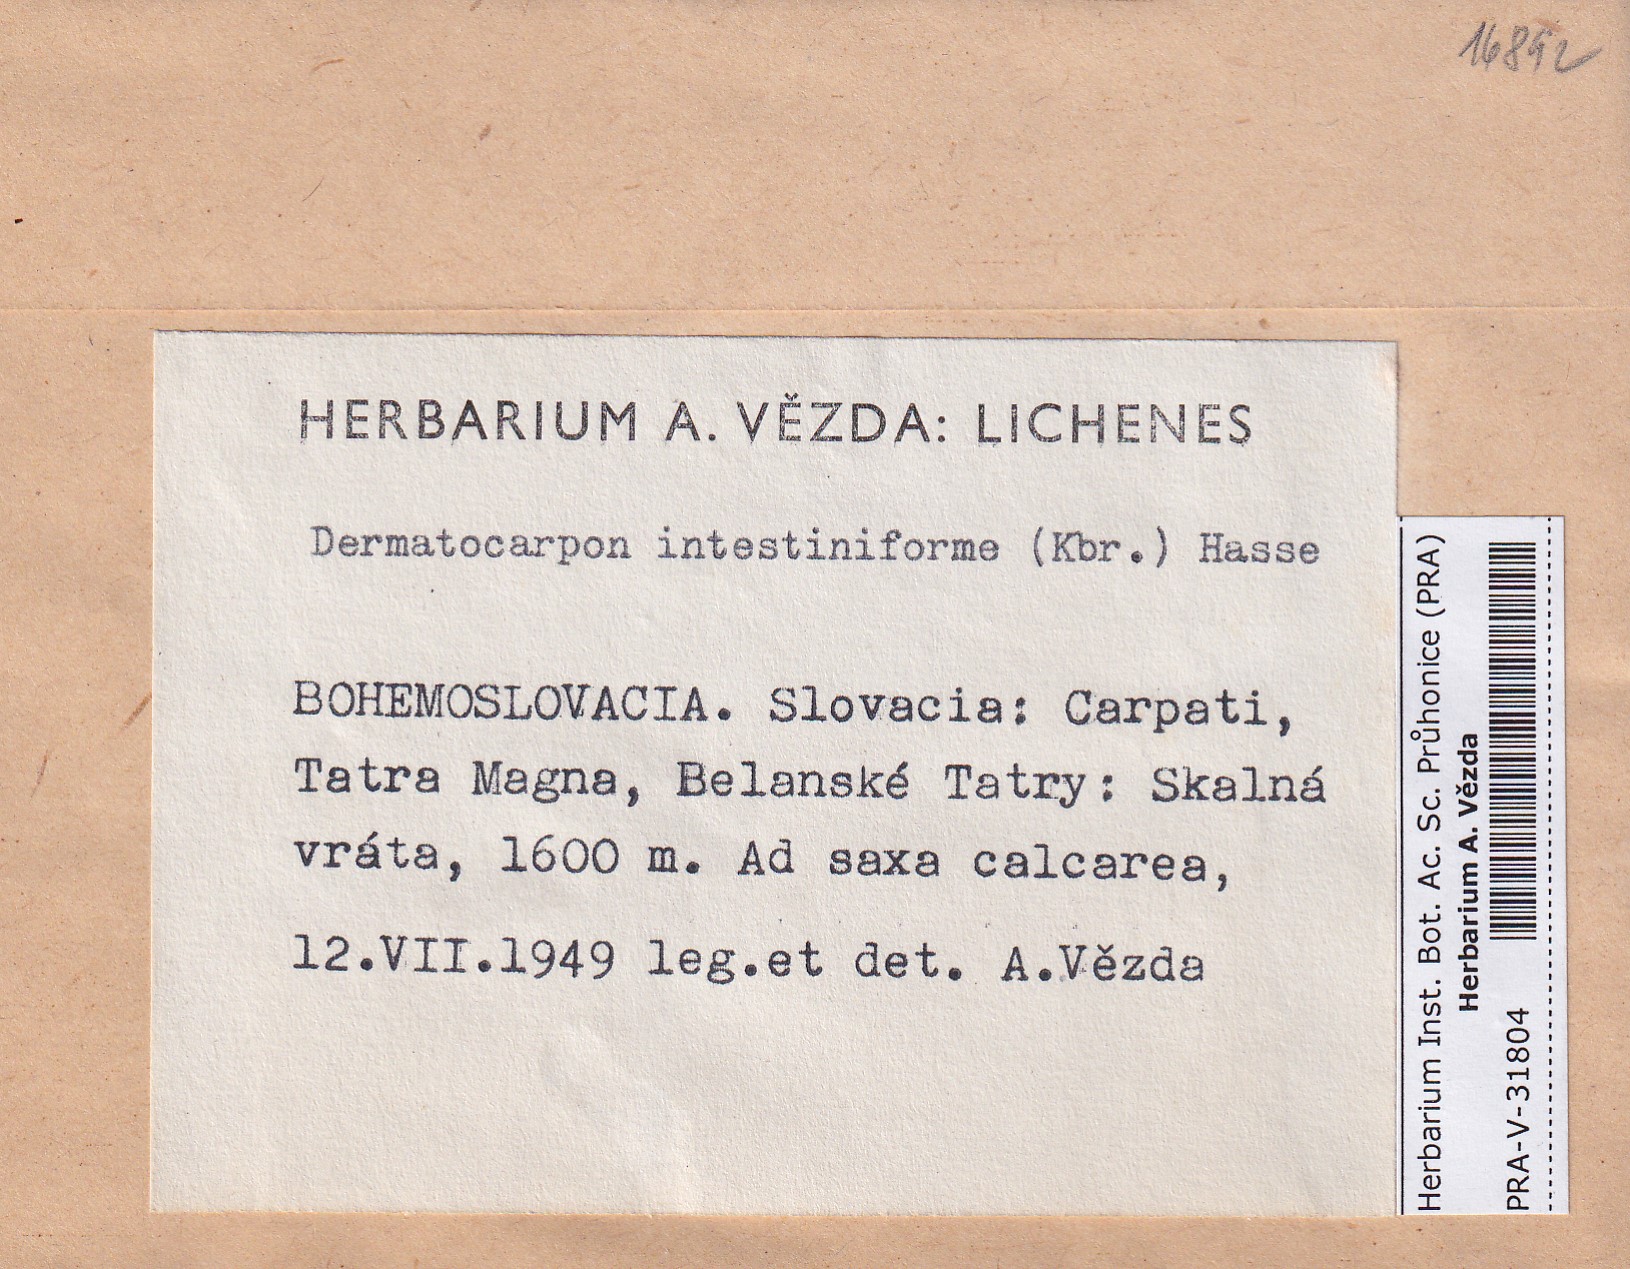 HERBARIUM A. VĚZDA: LICHENES
Dermatocarpon intestiniforme (Kbr.) Hasse
BOHEMOSLOVACIA. Slovacia: Carpati,
Tatra Magna, Belanské Tatry: Skalná
vráta, 1600 m. Ad saxa calcarea,
12.VII.1949 leg.et det. A.Vězda
Herbarium Inst. Bot. Ac. Sc. Průhonice (PRA)
Herbarium A. Vězda
PRA-V-31804